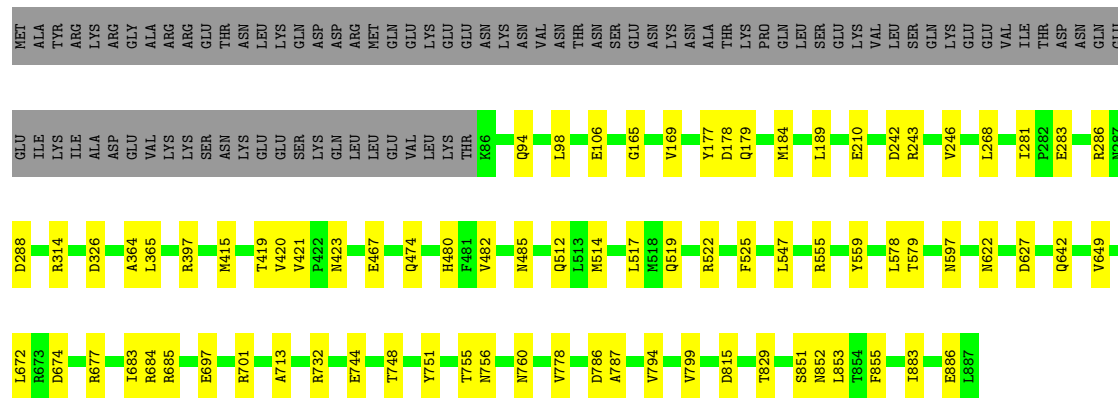 MET ALA TYR ARG LYS ARG GLY ALA ARG ARG GLU THR ASN LEU LYS GLN ASP ASP ARG MET GLN GLU LYS GLU GLU ASN LYS ASN VAL ASN THR ASN SER GLU ASN LYS ASN ALA THR LYS PRO GLN LEU SER GLU LYS VAL LEU SER GLN LYS GLU GLU VAL ILE THR ASP ASN GLN GLU
GLU ILE LYS ILE ALA ASP GLU VAL LYS LYS SER ASN LYS GLU GLU SER LYS GLN LEU LEU GLU VAL LEU LYS THR K86 Q94 L98 E106 G165 V169 Y177 D178 Q179 M184 L189 E210 D242 R243 V246 L268 I281 P282 E283 R286 N287
D288 R314 D326 A364 L365 R397 M415 T419 V420 V421 P422 N423 E467 Q474 H480 F481 V482 N485 Q512 L513 M514 L517 M518 Q519 R522 F525 L547 R555 Y559 L578 T579 N597 N622 D627 Q642 V649
L672 R673 D674 R677 I683 R684 R685 E697 R701 A713 R732 E744 T748 Y751 T755 N756 N760 V778 D786 A787 V794 V799 D815 T829 S851 N852 L853 T854 F855 I883 E886 L887